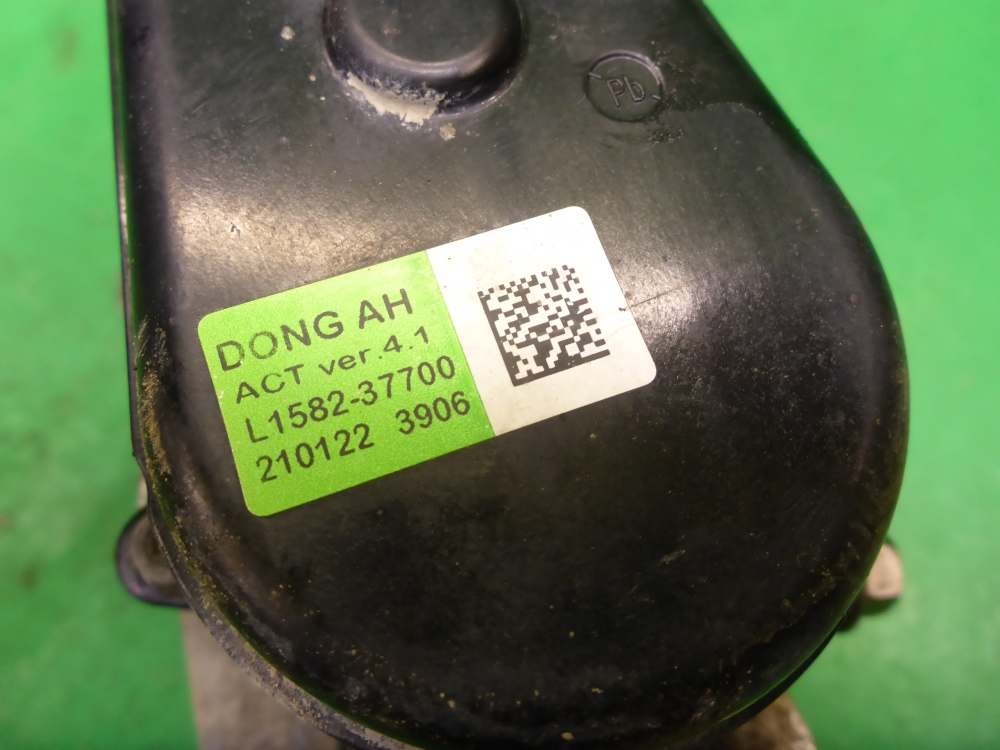 Pb
DONG AH
ACT ver.4.1
L1582-37700
210122 3906